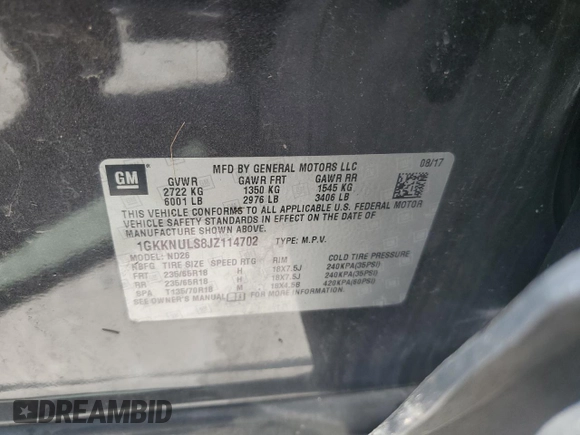 MFD BY GENERAL MOTORS LLC 08/17
GM GVWR GAWR FRT GAWR RR
2722 KG 1350 KG 1545 KG
6001 LB 2976 LB 3406 LB
THIS VEHICLE CONFORMS TO ALL APPLICABLE U.S. FEDERAL MOTOR
VEHICLE SAFETY STANDARDS IN EFFECT ON THE DATE OF
MANUFACTURE SHOWN ABOVE.
1GKKNULS8JZ114702 TYPE: M.P.V.
MODEL: ND26
NSFG TIRE SIZE SPEED RTG RIM COLD TIRE PRESSURE
FRT 235/65R18 H 18X7.5J 240KPA(35PSI)
RR 235/65R18 H 18X7.5J 240KPA(35PSI)
SPA T135/70R18 M 18X4.5B 420KPA(60PSI)
SEE OWNER'S MANUAL FOR MORE INFORMATION.
DREAMBID